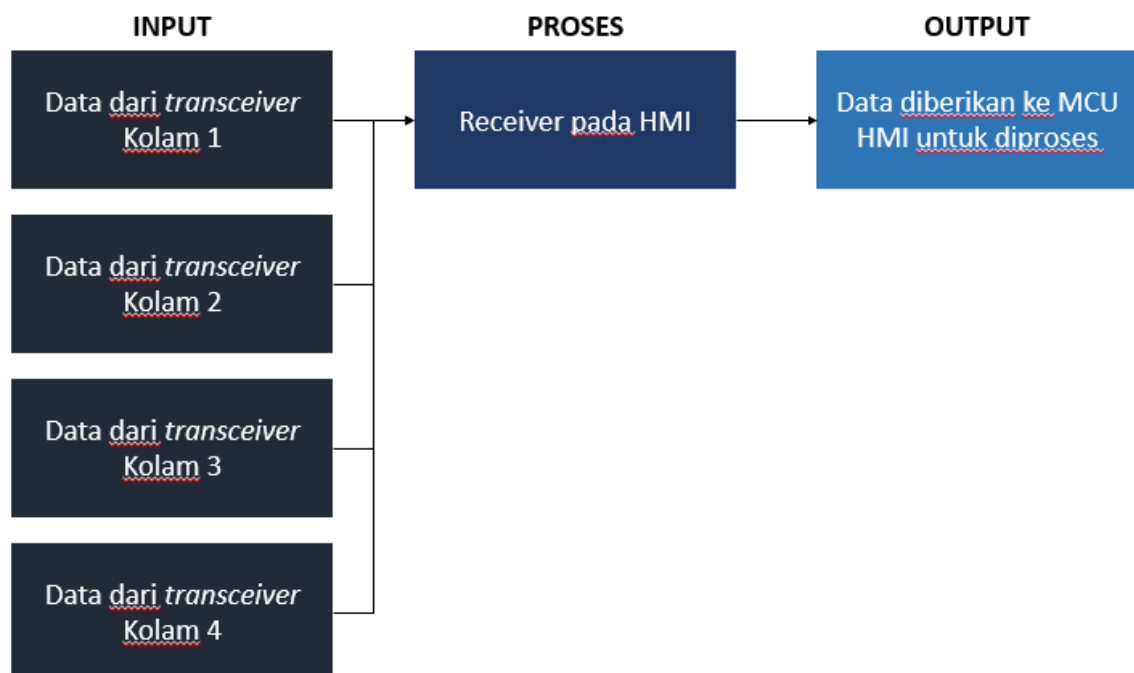 INPUT
PROSES
OUTPUT
Data dari transceiver
Kolam 1
Receiver pada HMI
Data diberikan ke MCU
HMI untuk diproses
Data dari transceiver
Kolam 2
Data dari transceiver
Kolam 3
Data dari transceiver
Kolam 4